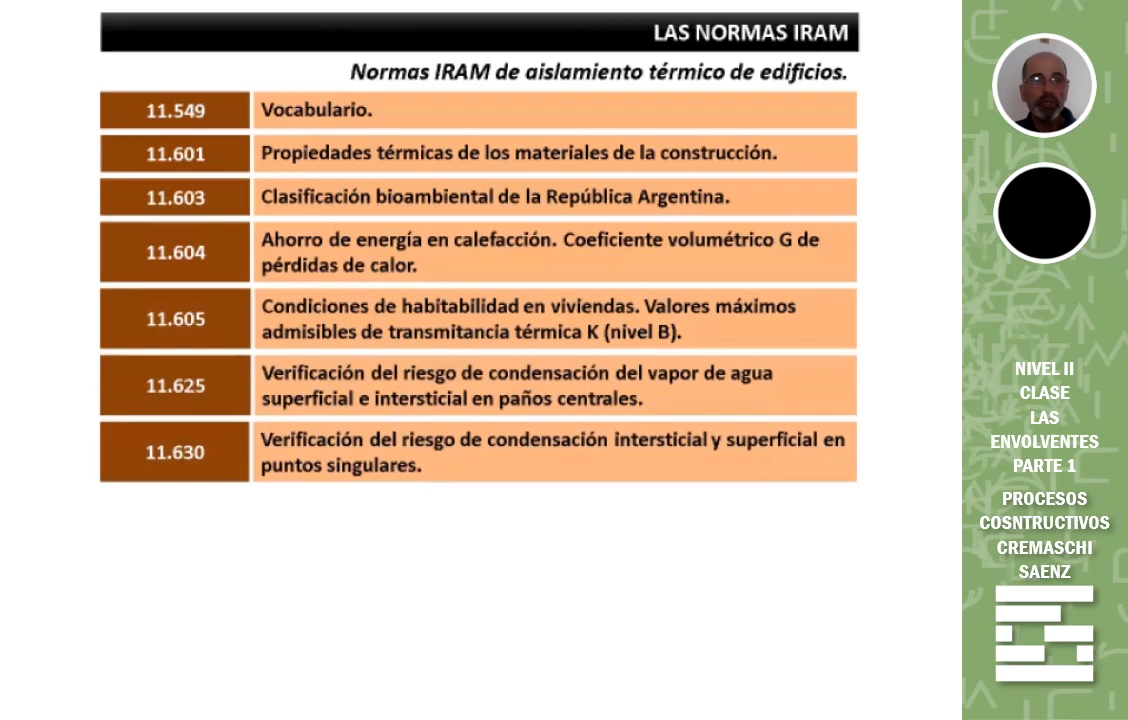 LAS NORMAS IRAM
Normas IRAM de aislamiento térmico de edificios.
11.549 Vocabulario.
11.601 Propiedades térmicas de los materiales de la construcción.
11.603 Clasificación bioambiental de la República Argentina.
11.604 Ahorro de energía en calefacción. Coeficiente volumétrico G de
pérdidas de calor.
11.605 Condiciones de habitabilidad en viviendas. Valores máximos
admisibles de transmitancia térmica K (nivel B).
11.625 Verificación del riesgo de condensación del vapor de agua
superficial e intersticial en paños centrales.
11.630 Verificación del riesgo de condensación intersticial y superficial en
puntos singulares.
NIVEL II
CLASE
LAS
ENVOLVENTES
PARTE 1
PROCESOS
COSNTRUCTIVOS
CREMASCHI
SAENZ